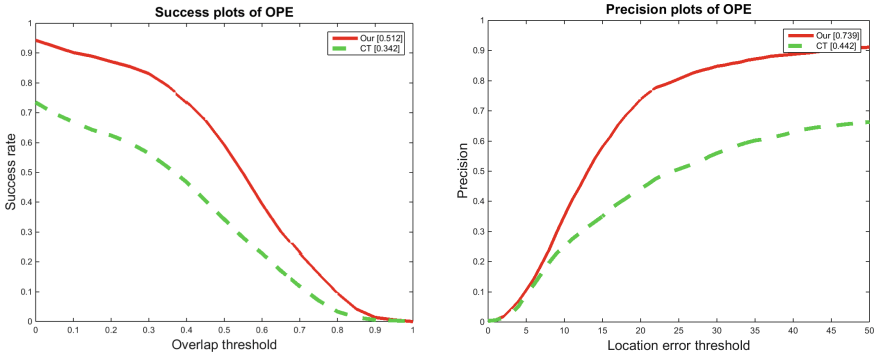 Success plots of OPE
1
0.9
0.8
0.7
0.6
0.5
0.4
0.3
0.2
0.1
0
Success rate
Our [0.512]
CT [0.342]
0 0.1 0.2 0.3 0.4 0.5 0.6 0.7 0.8 0.9 1
Overlap threshold
Precision plots of OPE
1
0.9
0.8
0.7
0.6
0.5
0.4
0.3
0.2
0.1
0
Precision
Our [0.739]
CT [0.442]
0 5 10 15 20 25 30 35 40 45 50
Location error threshold